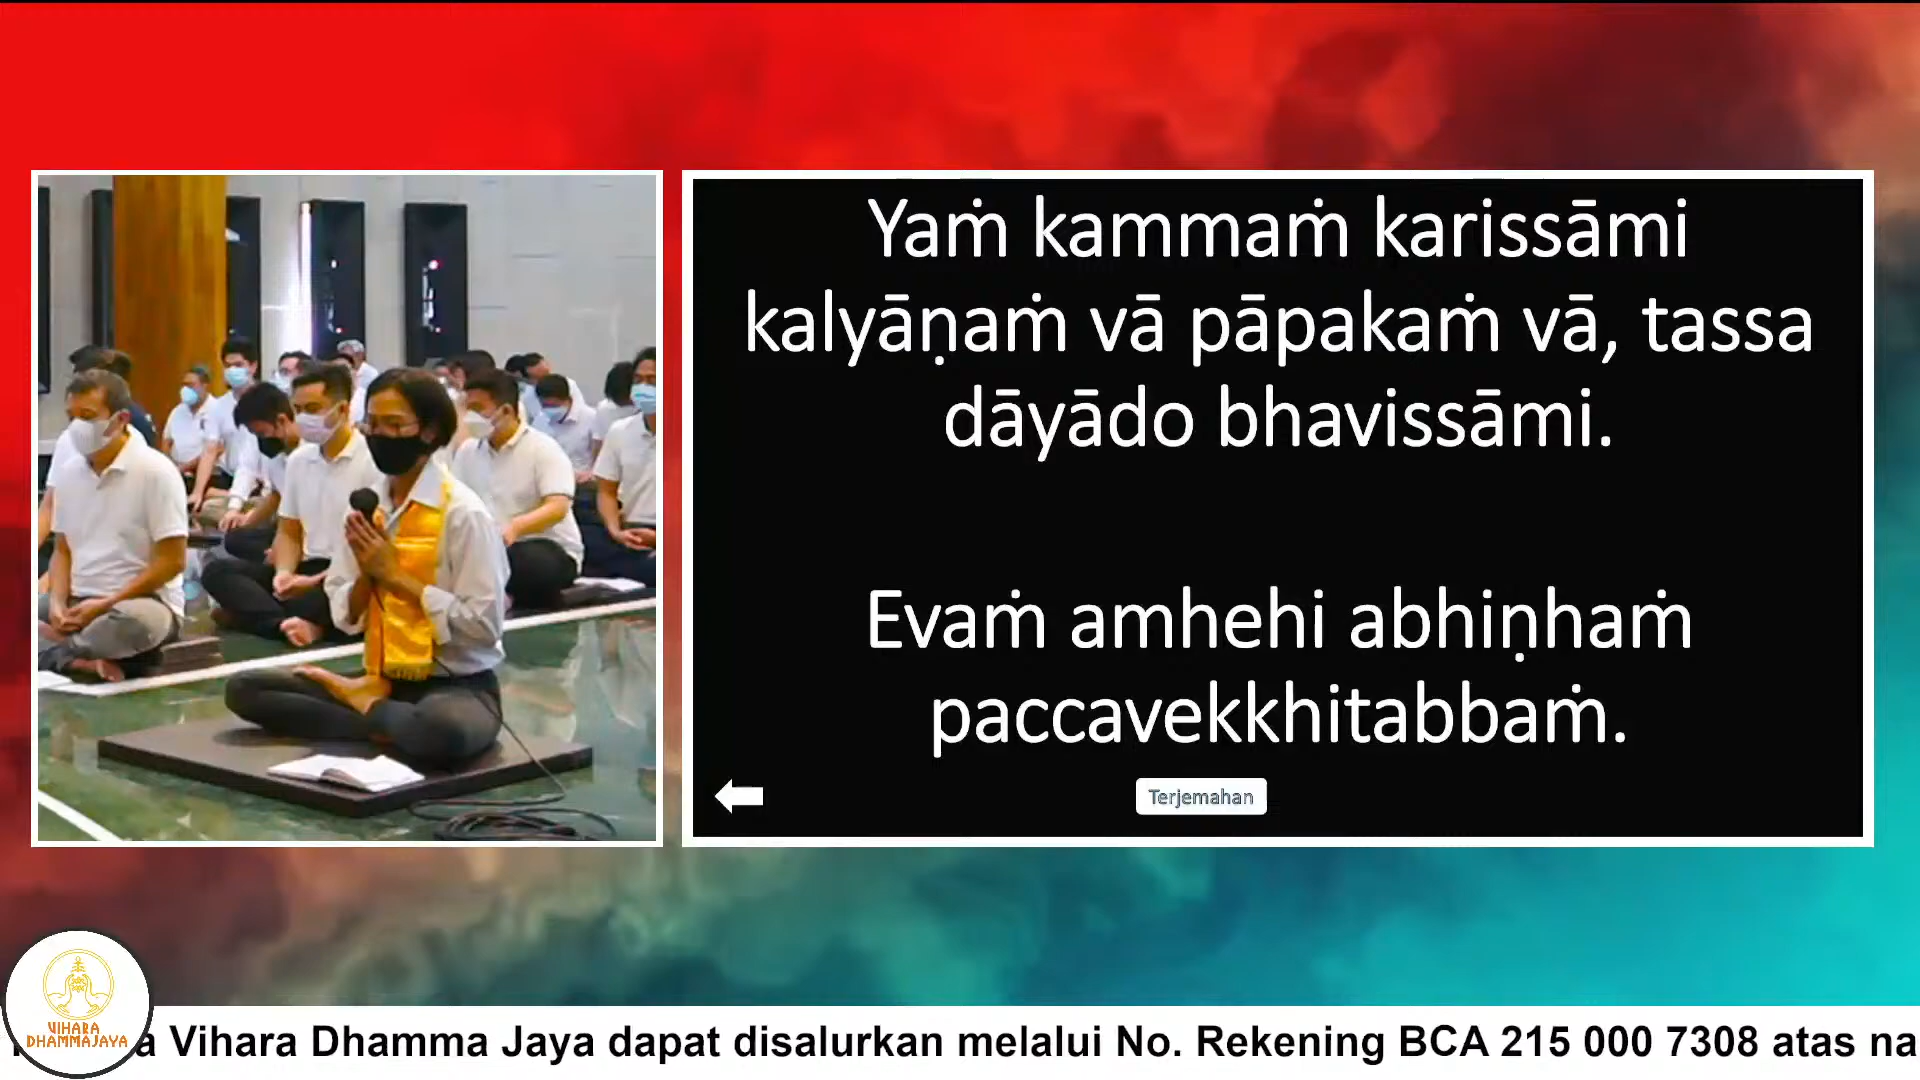 Yaṁ kammaṁ karissāmi
kalyāṇaṁ vā pāpakaṁ vā, tassa
dāyādo bhavissāmi.
Evaṁ amhehi abhiṇhaṁ
paccavekkhitabbaṁ.
Terjemahan
VIHARA
DHAMMAJAYA
a Vihara Dhamma Jaya dapat disalurkan melalui No. Rekening BCA 215 000 7308 atas na